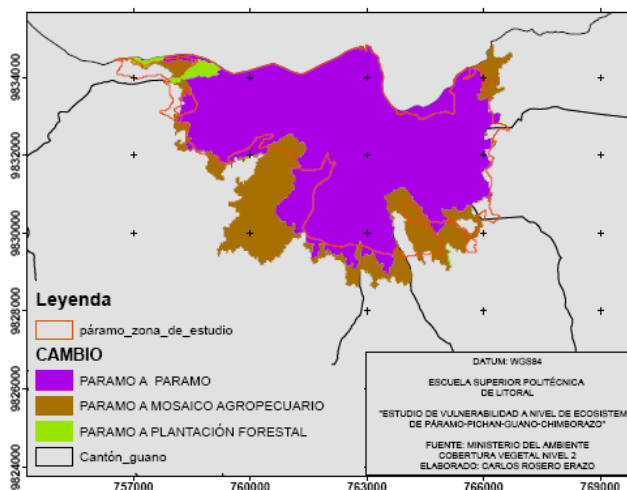 9834000
9832000
9830000
9828000
9826000
9824000
Leyenda
páramo_zona_de_estudio
CAMBIO
PARAMO A PARAMO
PARAMO A MOSAICO AGROPECUARIO
PARAMO A PLANTACIÓN FORESTAL
Cantón_guano
DATUM: WGS84
ESCUELA SUPERIOR POLITÉCNICA
DE LITORAL
"ESTUDIO DE VULNERABILIDAD A NIVEL DE ECOSISTEM
DE PÁRAMO-PICHAN-GUANO-CHIMBORAZO"
FUENTE: MINISTERIO DEL AMBIENTE
COBERTURA VEGETAL NIVEL 2
ELABORADO: CARLOS ROSERO ERAZO
757000 760000 763000 766000 769000